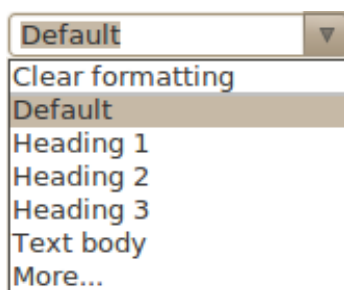 Default
Clear formatting
Default
Heading 1
Heading 2
Heading 3
Text body
More...